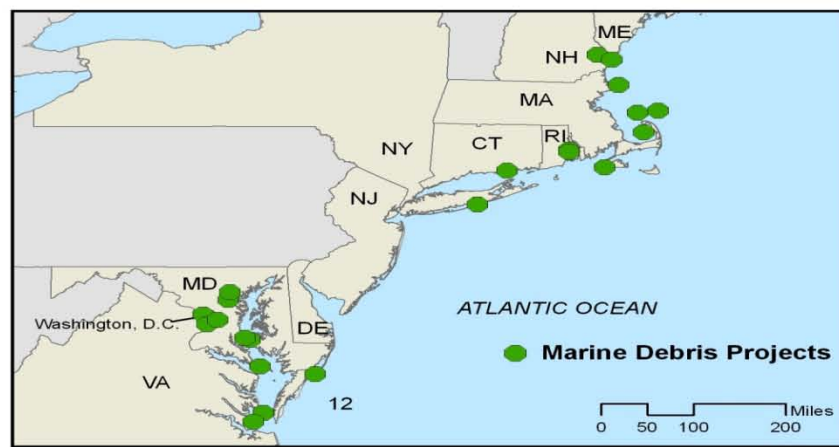 ME
NH
MA
NY
CT
RI
NJ
MD
Washington, D.C.
DE
VA
12
ATLANTIC OCEAN
Marine Debris Projects
Miles
0 50 100 200